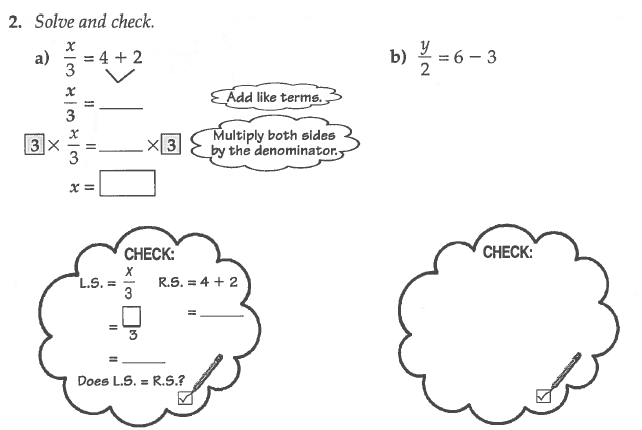 2. Solve and check.
a) x/3 = 4 + 2
x/3 = ____
Add like terms.
3 × x/3 = ____ × 3
Multiply both sides
by the denominator.
x =
CHECK:
L.S. = x/3 R.S. = 4 + 2
= □/3 = ____
= ____
Does L.S. = R.S.?
b) y/2 = 6 − 3
CHECK: